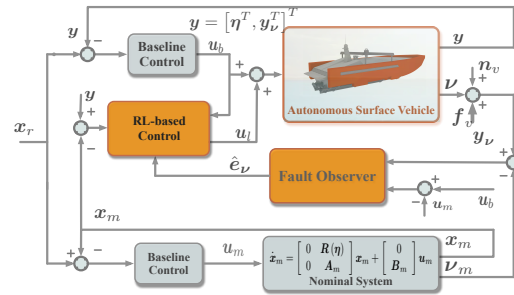 y = [η^T, y_ν^T]^T
y
−
+
Baseline
Control
u_b
+
+
y
ν
n_v
+
+
f_v
y_ν
Autonomous Surface Vehicle
y
+
−
RL-based
Control
u_l
x_r
ê_ν
Fault Observer
+
−
+
−
u_m
u_b
x_m
+
−
Baseline
Control
u_m
ẋ_m = [0 R(η); 0 A_m] x_m + [0; B_m] u_m
Nominal System
x_m
ν_m